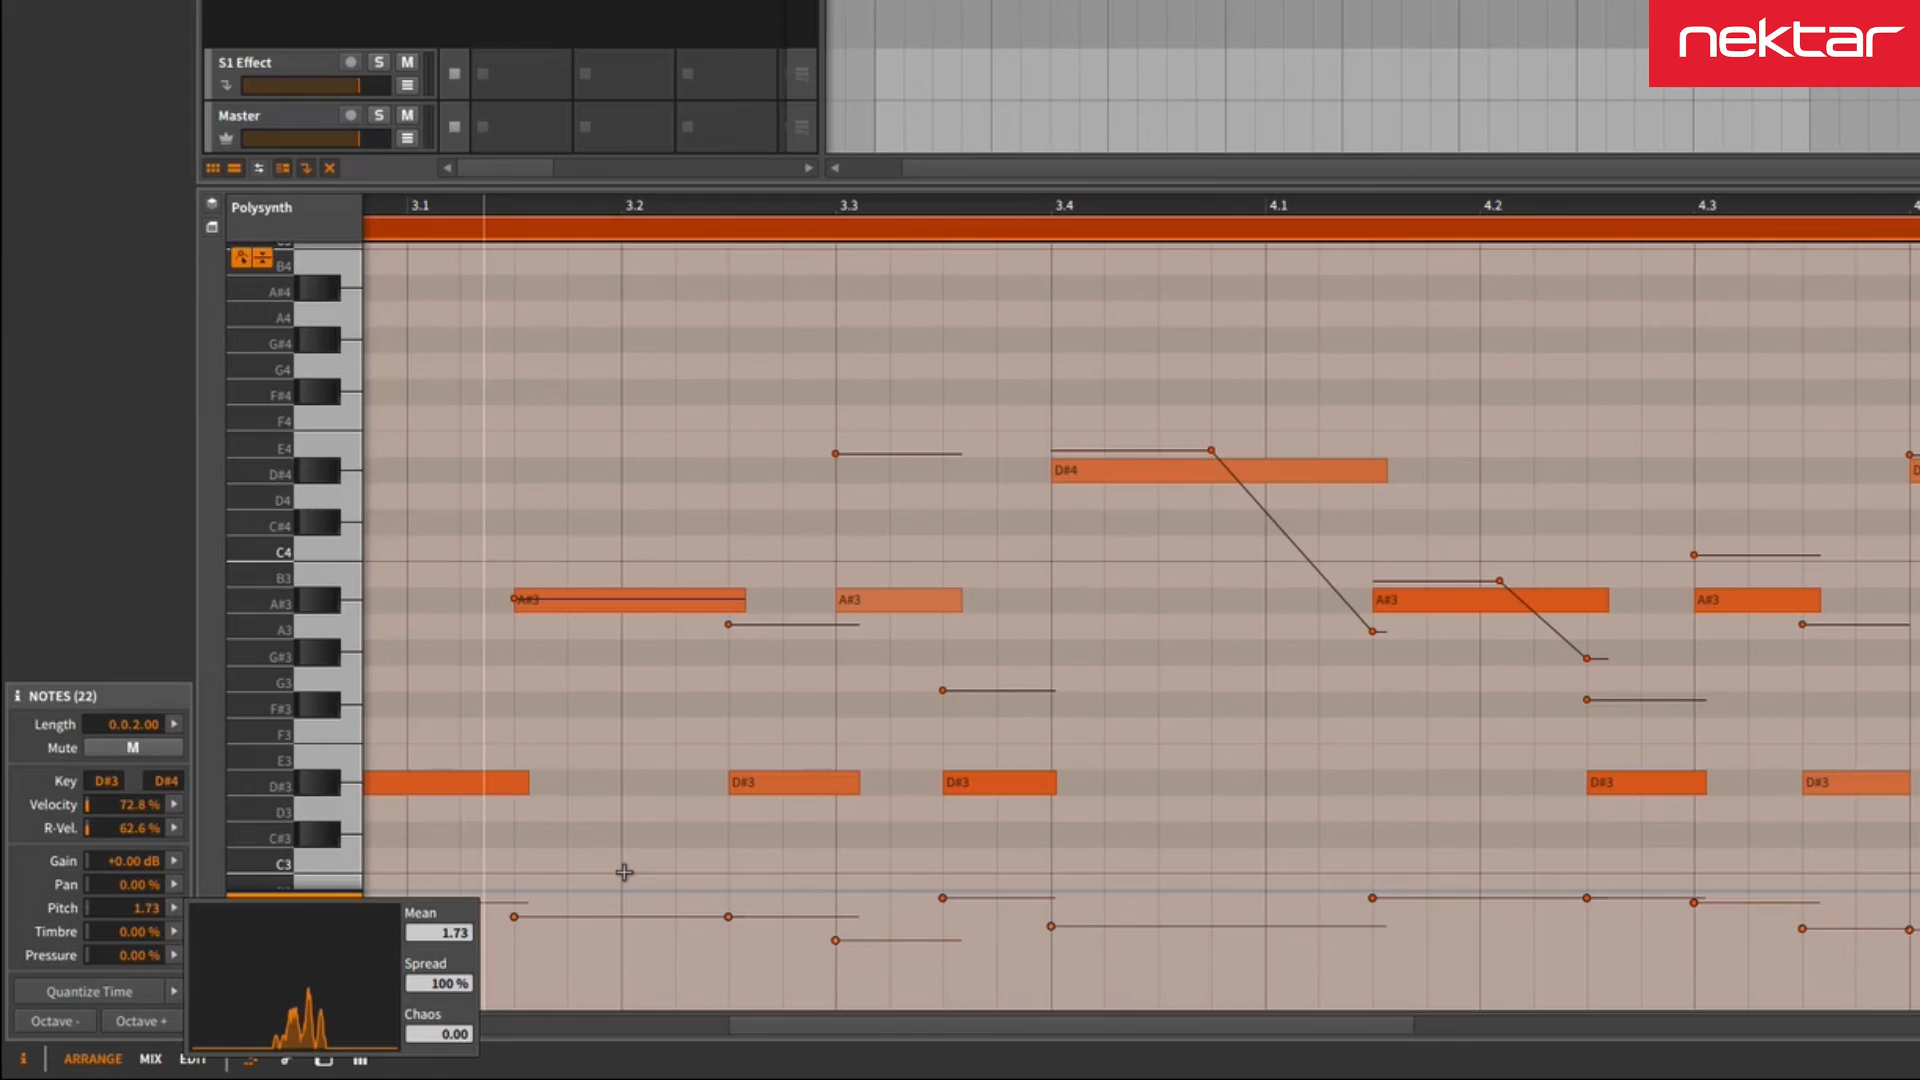 nektar
S1 Effect
S M
Master
S M
Polysynth
3.1 3.2 3.3 3.4 4.1 4.2 4.3
B4
A#4
A4
G#4
G4
F#4
F4
E4
D#4
D4
C#4
C4
B3
A#3
A3
G#3
G3
F#3
F3
E3
D#3
D3
C#3
C3
D#4
A#3 A#3 A#3 A#3
D#3 D#3 D#3 D#3
i NOTES (22)
Length 0.0.2.00
Mute M
Key D#3 D#4
Velocity 72.8 %
R-Vel. 62.6 %
Gain +0.00 dB
Pan 0.00 %
Pitch 1.73
Timbre 0.00 %
Pressure 0.00 %
Quantize Time
Octave - Octave +
Mean
1.73
Spread
100 %
Chaos
0.00
i ARRANGE MIX EDIT